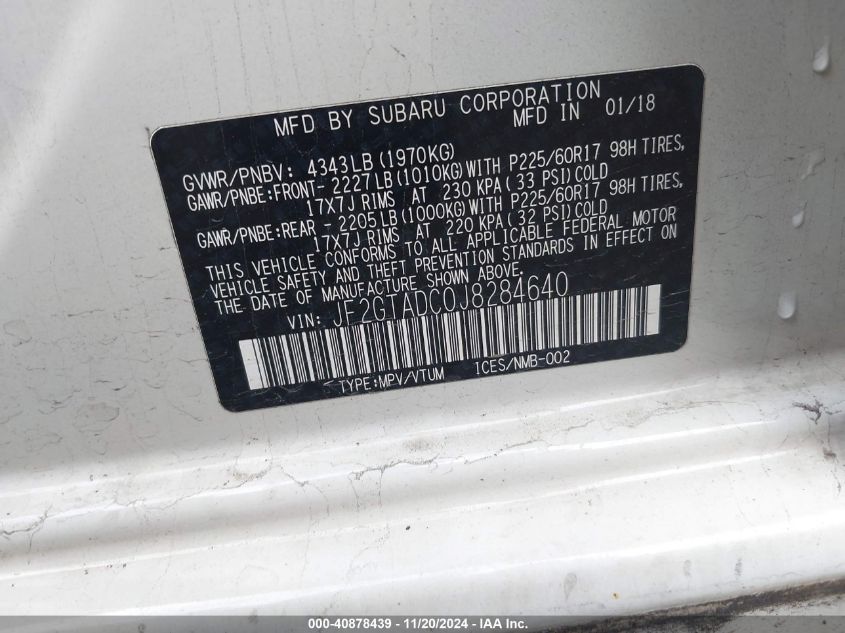 MFD BY SUBARU CORPORATION
MFD IN 01/18
GVWR/PNBV: 4343LB(1970KG)
GAWR/PNBE:FRONT- 2227LB(1010KG)WITH P225/60R17 98H TIRES,
17X7J RIMS AT 230 KPA(33 PSI)COLD
GAWR/PNBE:REAR - 2205LB(1000KG)WITH P225/60R17 98H TIRES,
17X7J RIMS AT 220 KPA(32 PSI)COLD
THIS VEHICLE CONFORMS TO ALL APPLICABLE FEDERAL MOTOR
VEHICLE SAFETY AND THEFT PREVENTION STANDARDS IN EFFECT ON
THE DATE OF MANUFACTURE SHOWN ABOVE.
VIN: JF2GTADC0J8284640
TYPE:MPV/VTUM ICES/NMB-002
000-40878439 - 11/20/2024 - IAA Inc.